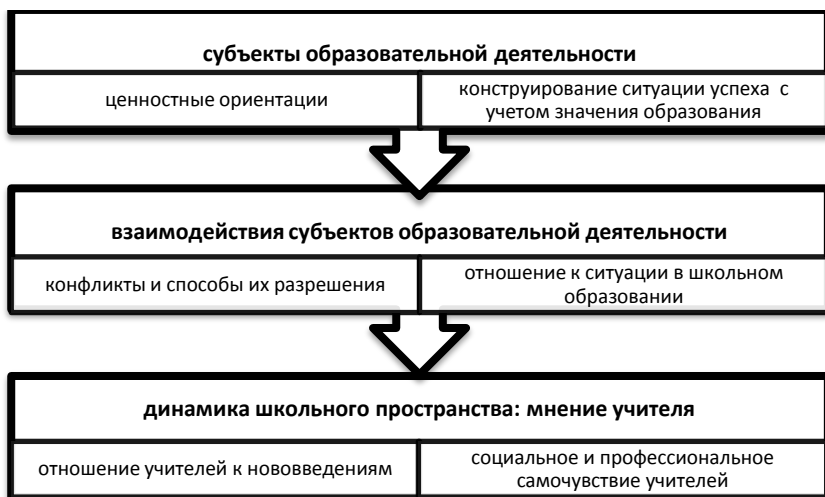 субъекты образовательной деятельности
ценностные ориентации
конструирование ситуации успеха с
учетом значения образования
взаимодействия субъектов образовательной деятельности
конфликты и способы их разрешения
отношение к ситуации в школьном
образовании
динамика школьного пространства: мнение учителя
отношение учителей к нововведениям
социальное и профессиональное
самочувствие учителей